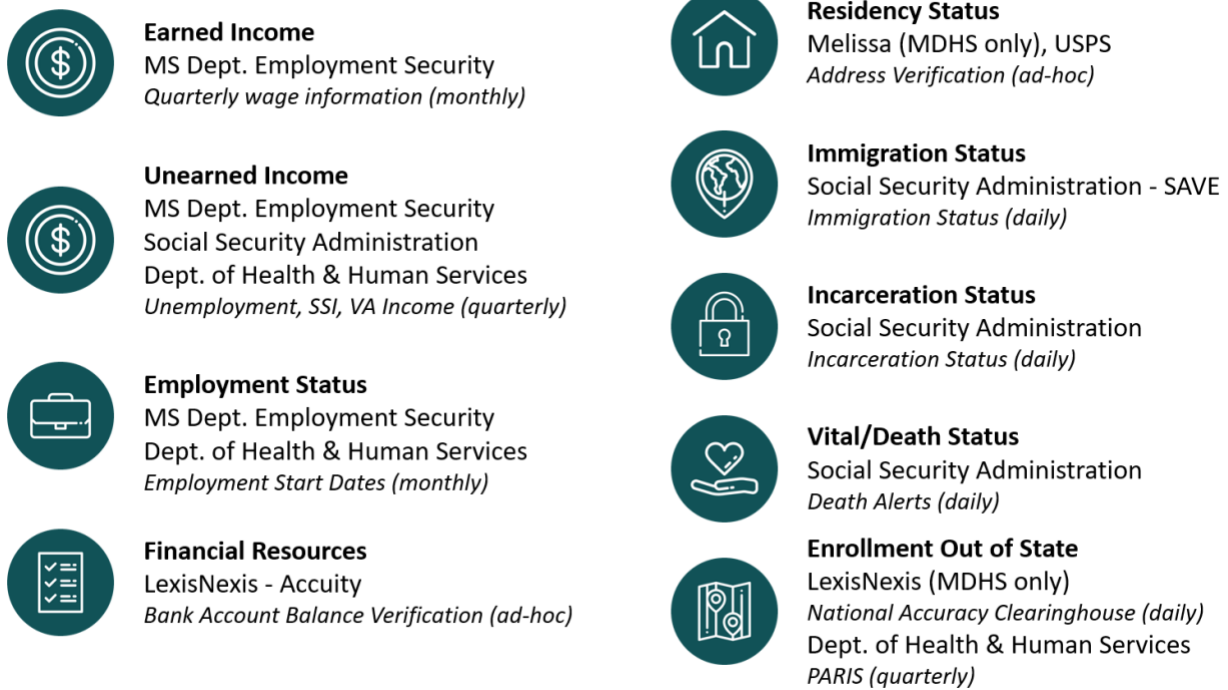 Earned Income
MS Dept. Employment Security
Quarterly wage information (monthly)
Unearned Income
MS Dept. Employment Security
Social Security Administration
Dept. of Health & Human Services
Unemployment, SSI, VA Income (quarterly)
Employment Status
MS Dept. Employment Security
Dept. of Health & Human Services
Employment Start Dates (monthly)
Financial Resources
LexisNexis - Accuity
Bank Account Balance Verification (ad-hoc)
Residency Status
Melissa (MDHS only), USPS
Address Verification (ad-hoc)
Immigration Status
Social Security Administration - SAVE
Immigration Status (daily)
Incarceration Status
Social Security Administration
Incarceration Status (daily)
Vital/Death Status
Social Security Administration
Death Alerts (daily)
Enrollment Out of State
LexisNexis (MDHS only)
National Accuracy Clearinghouse (daily)
Dept. of Health & Human Services
PARIS (quarterly)